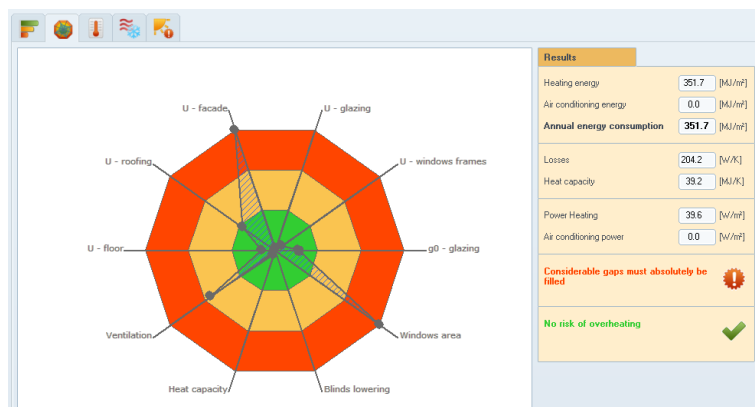 Results
Heating energy 351.7 [MJ/m²]
Air conditioning energy 0.0 [MJ/m²]
Annual energy consumption 351.7 [MJ/m²]
Losses 204.2 [W/K]
Heat capacity 39.2 [MJ/K]
Power Heating 39.6 [W/m²]
Air conditioning power 0.0 [W/m²]
Considerable gaps must absolutely be
filled
No risk of overheating
U - facade
U - glazing
U - roofing
U - windows frames
U - floor
g0 - glazing
Ventilation
Windows area
Heat capacity
Blinds lowering